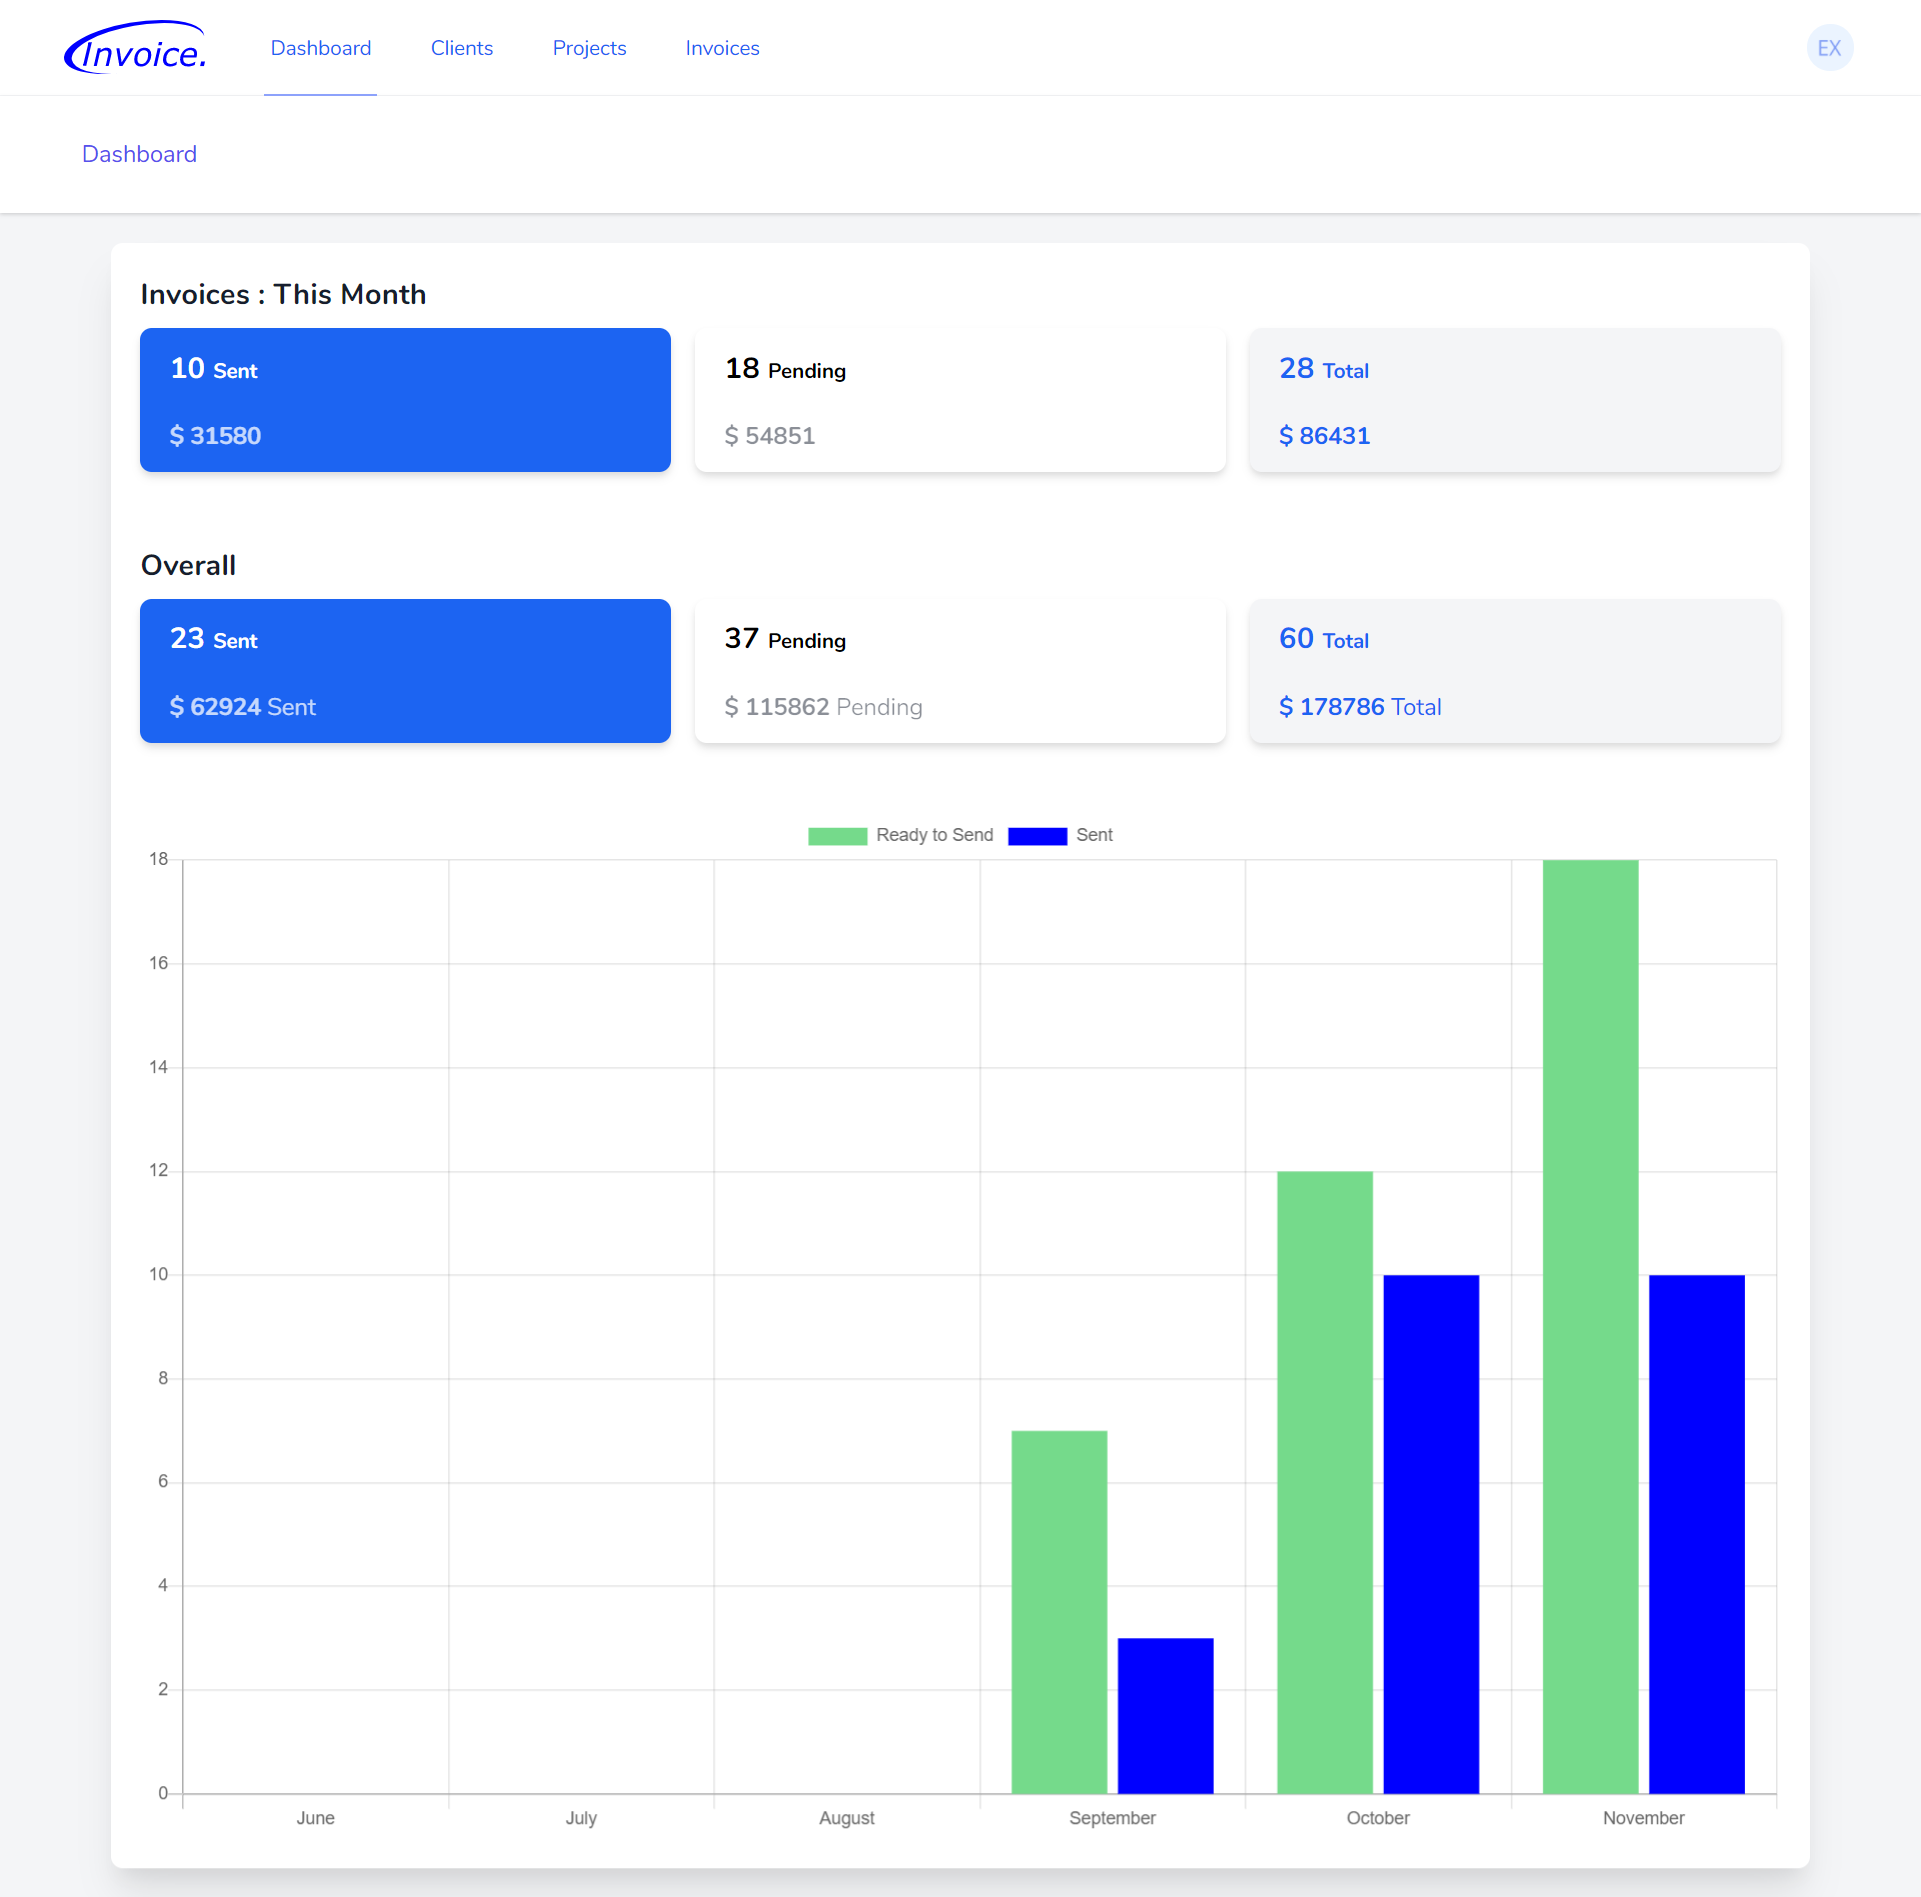 Invoice. Dashboard Clients Projects Invoices EX
Dashboard
Invoices : This Month
10 Sent
$ 31580
18 Pending
$ 54851
28 Total
$ 86431
Overall
23 Sent
$ 62924 Sent
37 Pending
$ 115862 Pending
60 Total
$ 178786 Total
Ready to Send Sent
18
16
14
12
10
8
6
4
2
0
June July August September October November